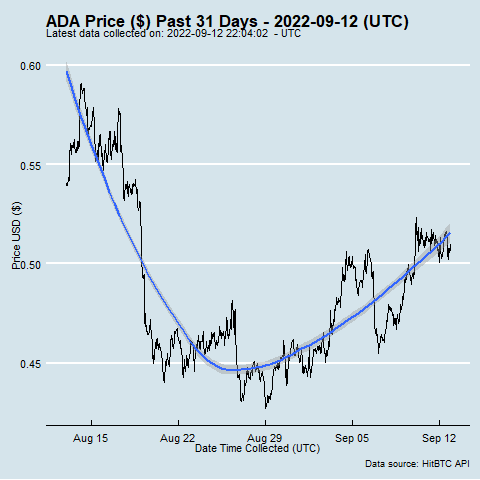 ADA Price ($) Past 31 Days - 2022-09-12 (UTC)
Latest data collected on: 2022-09-12 22:04:02 - UTC
0.60
0.55
0.50
0.45
Price USD ($)
Aug 15 Aug 22 Aug 29 Sep 05 Sep 12
Date Time Collected (UTC)
Data source: HitBTC API